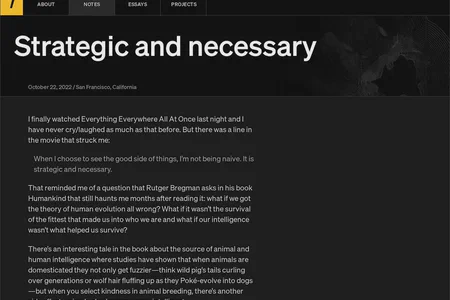 /
ABOUT
NOTES
ESSAYS
PROJECTS
Strategic and necessary
October 22, 2022 / San Francisco, California
I finally watched Everything Everywhere All At Once last night and I
have never cry/laughed as much as that before. But there was a line in
the movie that struck me:
When I choose to see the good side of things, I'm not being naive. It is
strategic and necessary.
That reminded me of a question that Rutger Bregman asks in his book
Humankind that still haunts me months after reading it: what if we got
the theory of human evolution all wrong? What if it wasn't the survival
of the fittest that made us into who we are and what if our intelligence
wasn't what helped us survive?
There's an interesting tale in the book about the source of animal and
human intelligence where studies have shown that when animals are
domesticated they not only get fuzzier—think wild pig's tails curling
over generations or wolf hair fluffing up as they Poké-evolve into dogs
—but when you select kindness in animal breeding, there's another